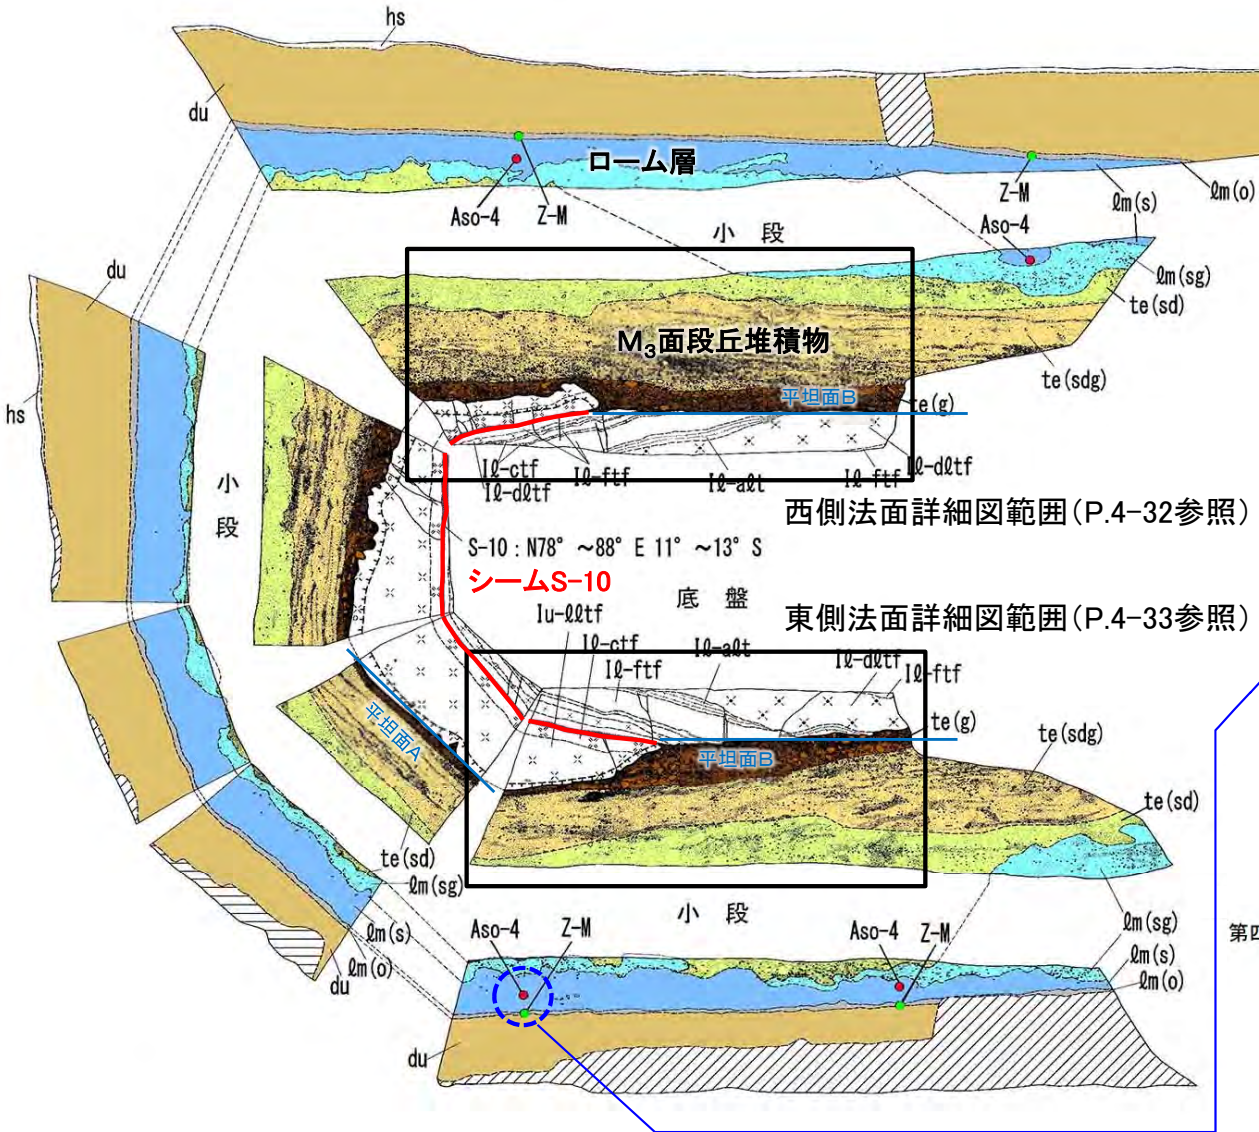 hs
du
ローム層
Aso-4
Z-M
Z-M
ℓm(s)
ℓm(o)
小 段
Aso-4
ℓm(sg)
te(sd)
du
M₃面段丘堆積物
te(sdg)
平坦面B
te(g)
hs
小
段
Iℓ-ctf
Iℓ-dℓtf
Iℓ-ftf
Iℓ-aℓt
Iℓ-ftf
Iℓ-dℓtf
西側法面詳細図範囲(P.4-32参照)
S-10 : N78° ～88° E 11° ～13° S
シームS-10
底 盤
東側法面詳細図範囲(P.4-33参照)
Iu-ℓℓtf
Iℓ-ctf
Iℓ-ftf
Iℓ-aℓt
Iℓ-dℓtf
Iℓ-ftf
te(g)
平坦面A
平坦面B
te(sdg)
te(sd)
te(sd)
ℓm(sg)
ℓm(s)
ℓm(o)
du
小 段
Aso-4
Z-M
Aso-4
Z-M
ℓm(sg)
ℓm(s)
ℓm(o)
第四
du